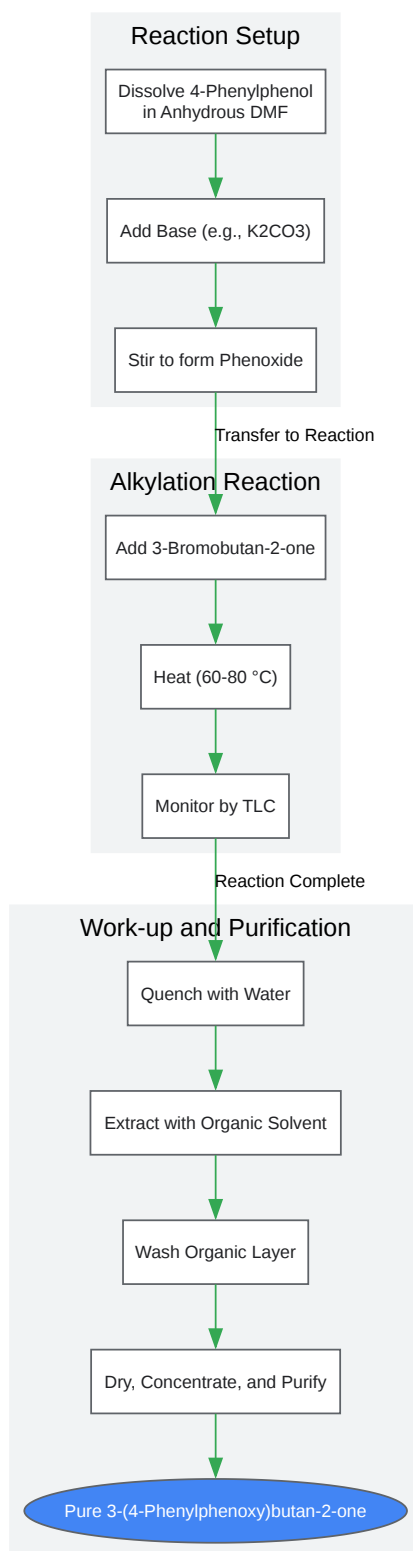 Reaction Setup
Dissolve 4-Phenylphenol
in Anhydrous DMF
Add Base (e.g., K2CO3)
Stir to form Phenoxide
Transfer to Reaction
Alkylation Reaction
Add 3-Bromobutan-2-one
Heat (60-80 °C)
Monitor by TLC
Reaction Complete
Work-up and Purification
Quench with Water
Extract with Organic Solvent
Wash Organic Layer
Dry, Concentrate, and Purify
Pure 3-(4-Phenylphenoxy)butan-2-one